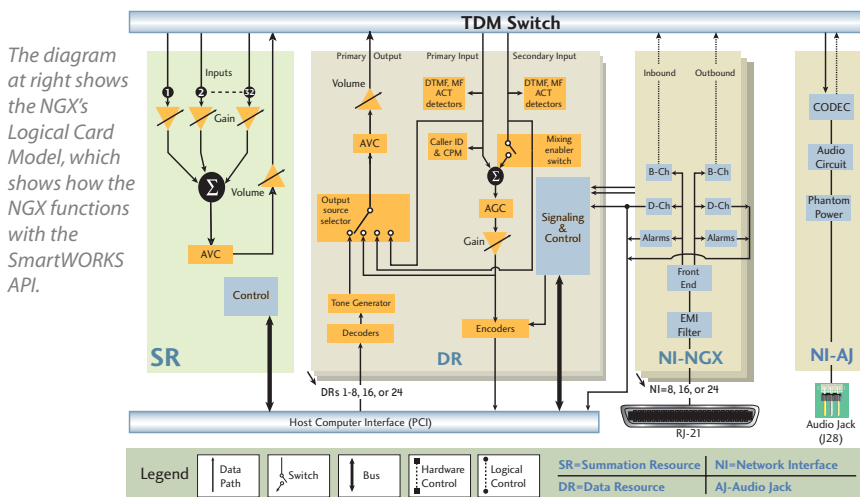 TDM Switch
The diagram
at right shows
the NGX's
Logical Card
Model, which
shows how the
NGX functions
with the
SmartWORKS
API.
Inputs
1
2
32
Gain
Σ
Volume
AVC
Control
SR
Primary Output
Primary Input
Secondary Input
Volume
DTMF, MF
ACT
detectors
DTMF, MF
ACT
detectors
AVC
Caller ID
& CPM
Mixing
enabler
switch
Σ
Output
source
selector
AGC
Gain
Signaling
&
Control
Tone Generator
Decoders
Encoders
DR
DRs 1-8, 16, or 24
Inbound
Outbound
B-Ch
B-Ch
D-Ch
D-Ch
Alarms
Alarms
Front
End
EMI
Filter
NI-NGX
NI=8, 16, or 24
RJ-21
CODEC
Audio
Circuit
Phantom
Power
NI-AJ
Audio Jack
(J28)
Host Computer Interface (PCI)
Legend
Data
Path
Switch
Bus
Hardware
Control
Logical
Control
SR=Summation Resource
NI=Network Interface
DR=Data Resource
AJ-Audio Jack